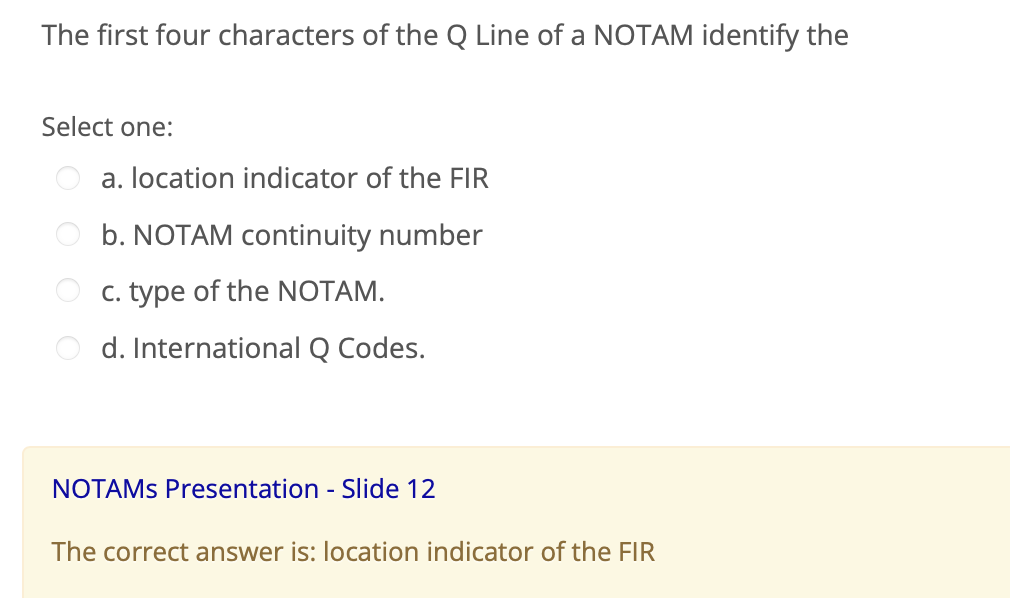 The first four characters of the Q Line of a NOTAM identify the
Select one:
a. location indicator of the FIR
b. NOTAM continuity number
c. type of the NOTAM.
d. International Q Codes.
NOTAMs Presentation - Slide 12
The correct answer is: location indicator of the FIR